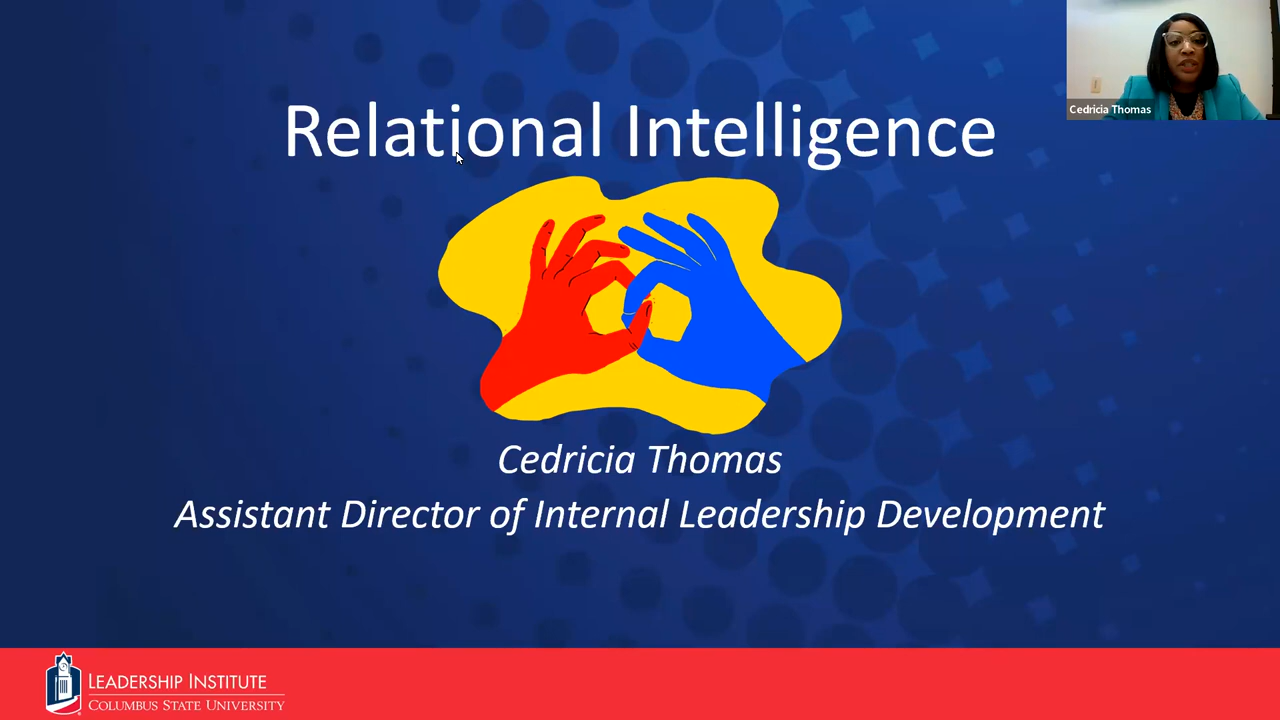 Relational Intelligence
Cedricia Thomas
Cedricia Thomas
Assistant Director of Internal Leadership Development
LEADERSHIP INSTITUTE
COLUMBUS STATE UNIVERSITY